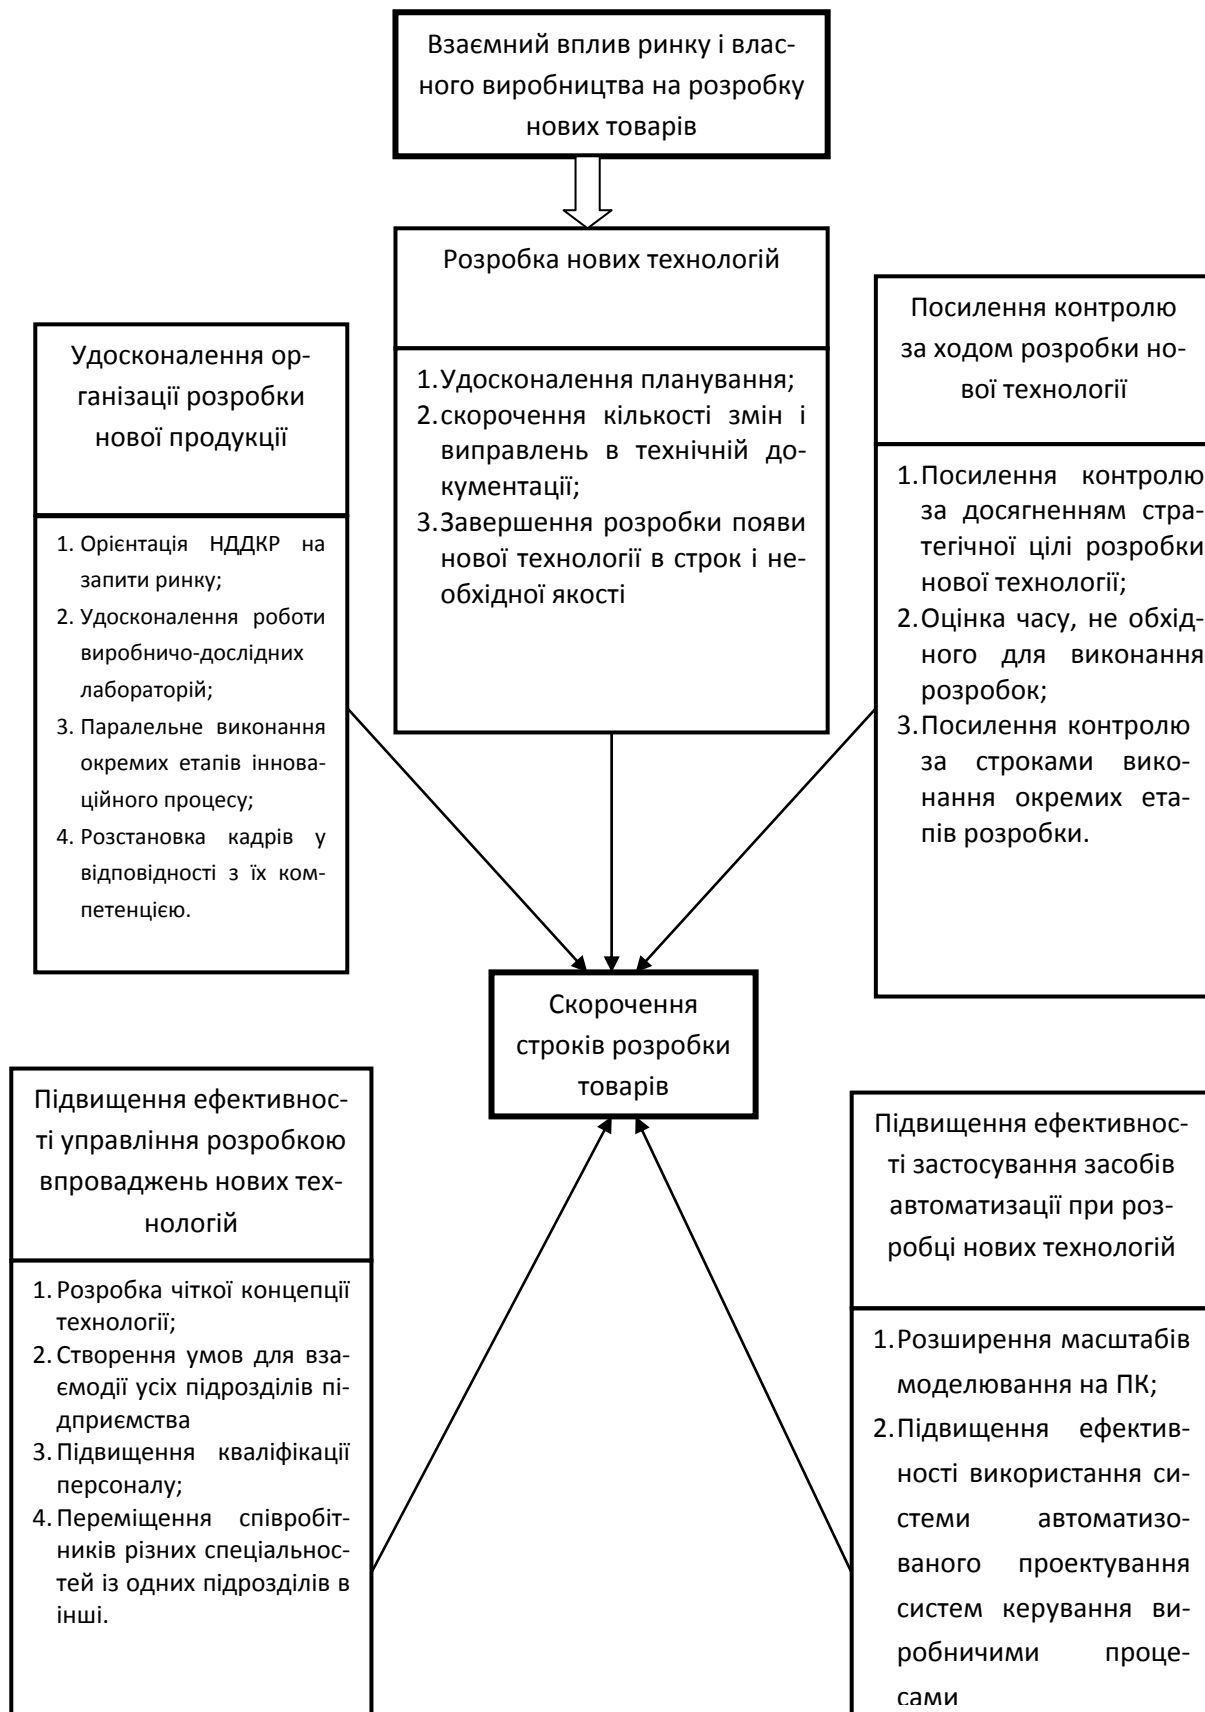 Взаємний вплив ринку і влас-
ного виробництва на розробку
нових товарів
Розробка нових технологій
1.Удосконалення планування;
2.скорочення кількості змін і
виправлень в технічній до-
кументації;
3.Завершення розробки появи
нової технології в строк і не-
обхідної якості
Удосконалення ор-
ганізації розробки
нової продукції
1. Орієнтація НДДКР на
запити ринку;
2. Удосконалення роботи
виробничо-дослідних
лабораторій;
3. Паралельне виконання
окремих етапів іннова-
ційного процесу;
4. Розстановка кадрів у
відповідності з їх ком-
петенцією.
Посилення контролю
за ходом розробки но-
вої технології
1.Посилення контролю
за досягненням стра-
тегічної цілі розробки
нової технології;
2.Оцінка часу, не обхід-
ного для виконання
розробок;
3.Посилення контролю
за строками вико-
нання окремих ета-
пів розробки.
Скорочення
строків розробки
товарів
Підвищення ефективнос-
ті управління розробкою
впроваджень нових тех-
нологій
1.Розробка чіткої концепції
технології;
2.Створення умов для вза-
ємодії усіх підрозділів пі-
дприємства
3.Підвищення кваліфікації
персоналу;
4.Переміщення співробіт-
ників різних спеціальнос-
тей із одних підрозділів в
інші.
Підвищення ефективнос-
ті застосування засобів
автоматизації при роз-
робці нових технологій
1.Розширення масштабів
моделювання на ПК;
2.Підвищення ефектив-
ності використання си-
стеми автоматизо-
ваного проектування
систем керування ви-
робничими проце-
сами